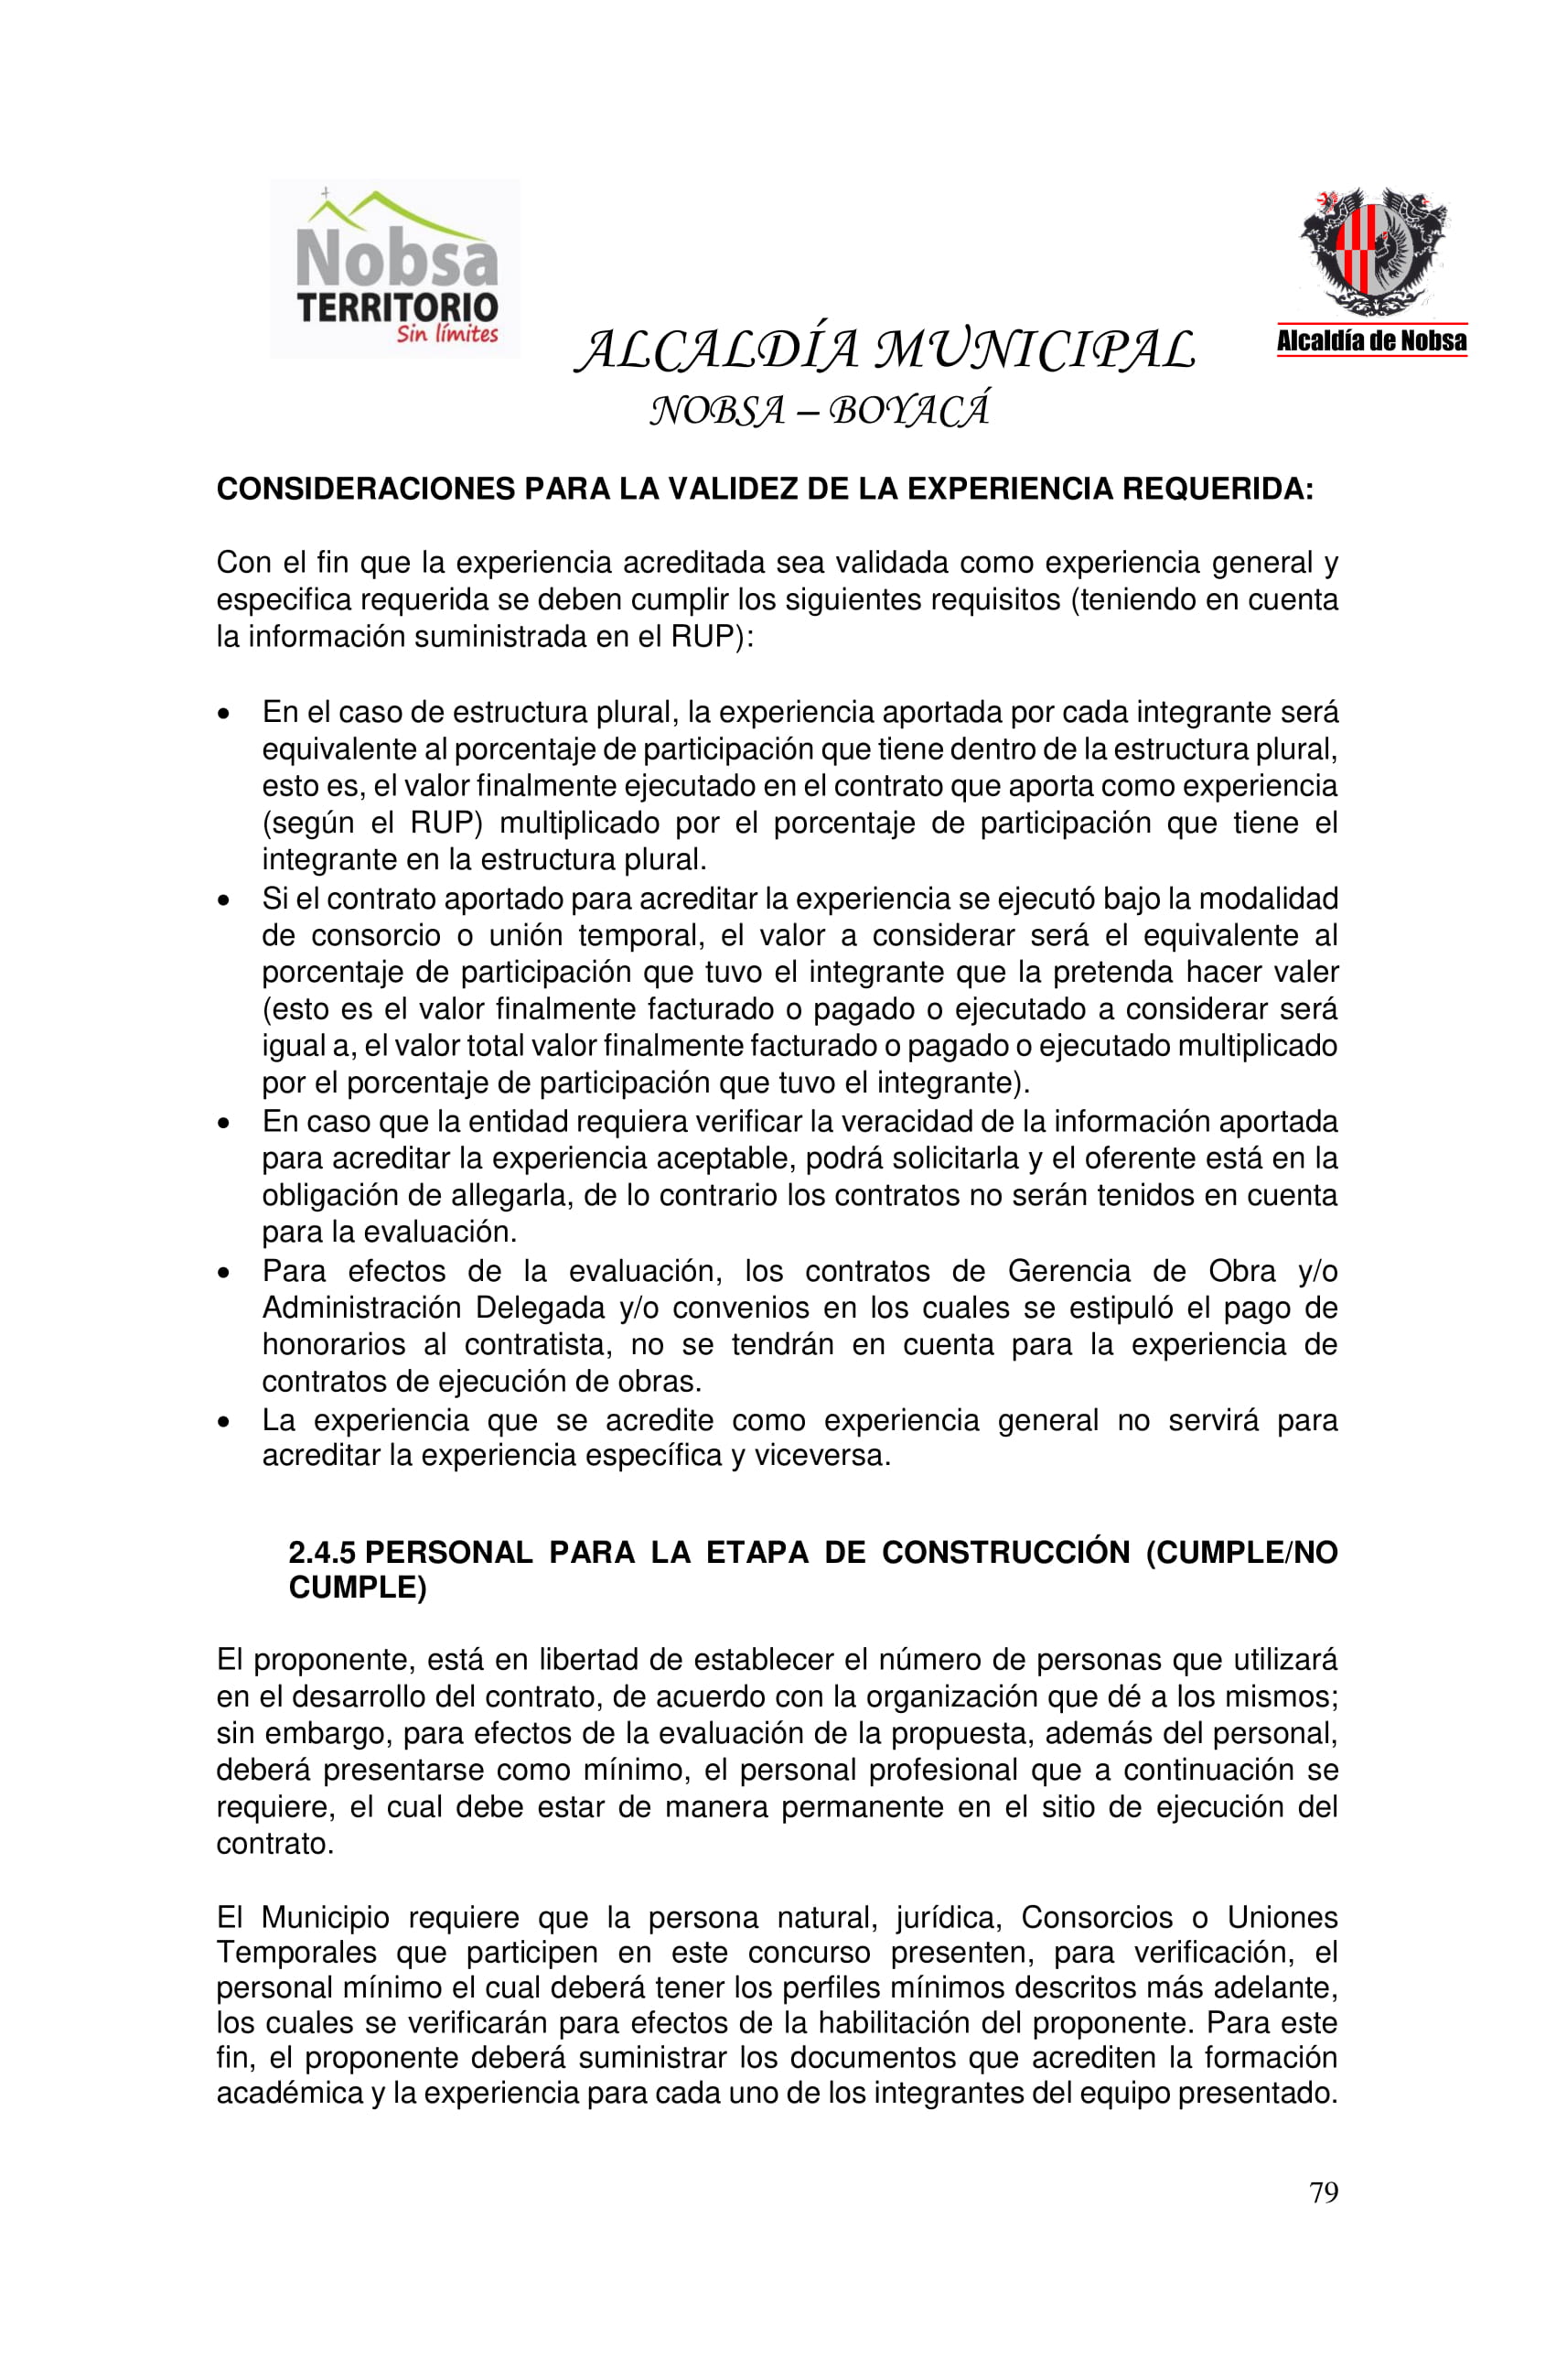 Nobsa
TERRITORIO
Sin límites
Alcaldía de Nobsa
ALCALDÍA MUNICIPAL
NOBSA – BOYACÁ
CONSIDERACIONES PARA LA VALIDEZ DE LA EXPERIENCIA REQUERIDA:
Con el fin que la experiencia acreditada sea validada como experiencia general y
especifica requerida se deben cumplir los siguientes requisitos (teniendo en cuenta
la información suministrada en el RUP):
• En el caso de estructura plural, la experiencia aportada por cada integrante será
equivalente al porcentaje de participación que tiene dentro de la estructura plural,
esto es, el valor finalmente ejecutado en el contrato que aporta como experiencia
(según el RUP) multiplicado por el porcentaje de participación que tiene el
integrante en la estructura plural.
• Si el contrato aportado para acreditar la experiencia se ejecutó bajo la modalidad
de consorcio o unión temporal, el valor a considerar será el equivalente al
porcentaje de participación que tuvo el integrante que la pretenda hacer valer
(esto es el valor finalmente facturado o pagado o ejecutado a considerar será
igual a, el valor total valor finalmente facturado o pagado o ejecutado multiplicado
por el porcentaje de participación que tuvo el integrante).
• En caso que la entidad requiera verificar la veracidad de la información aportada
para acreditar la experiencia aceptable, podrá solicitarla y el oferente está en la
obligación de allegarla, de lo contrario los contratos no serán tenidos en cuenta
para la evaluación.
• Para efectos de la evaluación, los contratos de Gerencia de Obra y/o
Administración Delegada y/o convenios en los cuales se estipuló el pago de
honorarios al contratista, no se tendrán en cuenta para la experiencia de
contratos de ejecución de obras.
• La experiencia que se acredite como experiencia general no servirá para
acreditar la experiencia específica y viceversa.
2.4.5 PERSONAL PARA LA ETAPA DE CONSTRUCCIÓN (CUMPLE/NO
CUMPLE)
El proponente, está en libertad de establecer el número de personas que utilizará
en el desarrollo del contrato, de acuerdo con la organización que dé a los mismos;
sin embargo, para efectos de la evaluación de la propuesta, además del personal,
deberá presentarse como mínimo, el personal profesional que a continuación se
requiere, el cual debe estar de manera permanente en el sitio de ejecución del
contrato.
El Municipio requiere que la persona natural, jurídica, Consorcios o Uniones
Temporales que participen en este concurso presenten, para verificación, el
personal mínimo el cual deberá tener los perfiles mínimos descritos más adelante,
los cuales se verificarán para efectos de la habilitación del proponente. Para este
fin, el proponente deberá suministrar los documentos que acrediten la formación
académica y la experiencia para cada uno de los integrantes del equipo presentado.
79